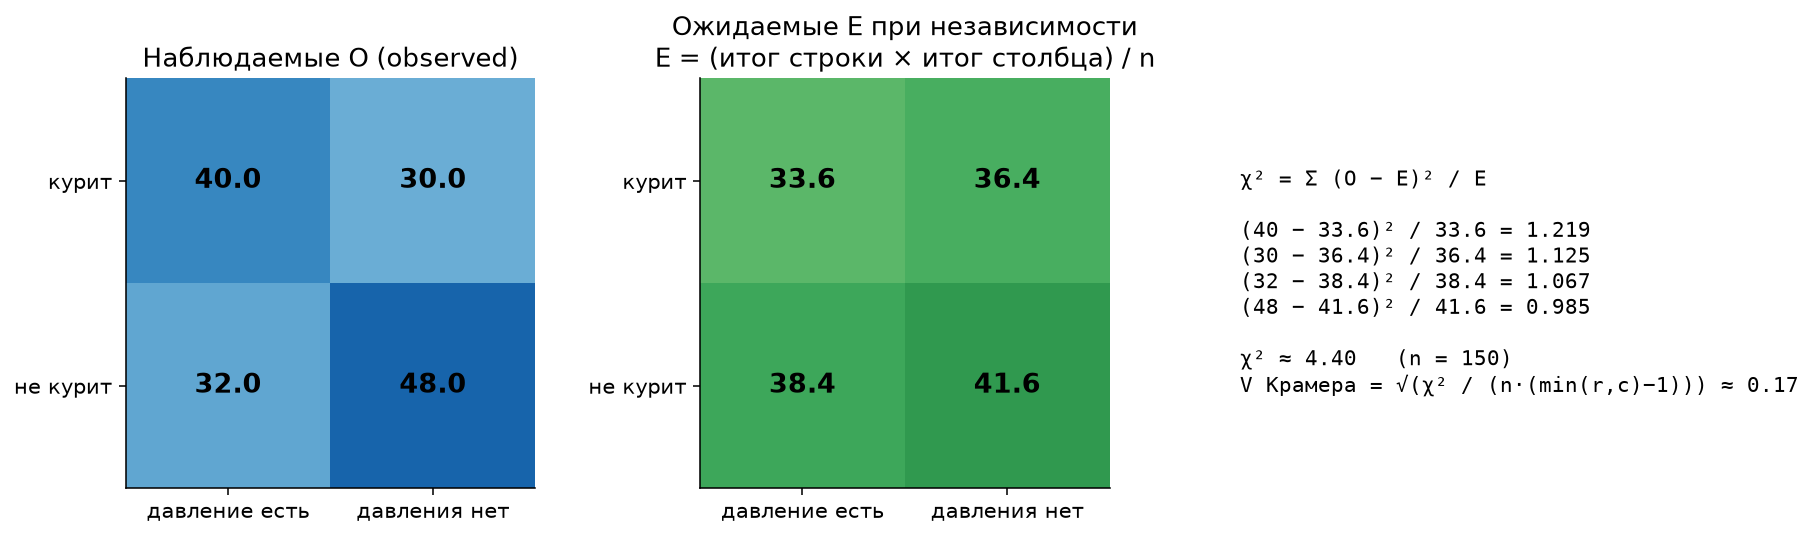 Наблюдаемые O (observed)
40.0 30.0
32.0 48.0
курит
не курит
давление есть давления нет
Ожидаемые E при независимости
E = (итог строки × итог столбца) / n
33.6 36.4
38.4 41.6
курит
не курит
давление есть давления нет
χ² = Σ (O − E)² / E
(40 − 33.6)² / 33.6 = 1.219
(30 − 36.4)² / 36.4 = 1.125
(32 − 38.4)² / 38.4 = 1.067
(48 − 41.6)² / 41.6 = 0.985
χ² ≈ 4.40 (n = 150)
V Крамера = √(χ² / (n·(min(r,c)−1))) ≈ 0.17